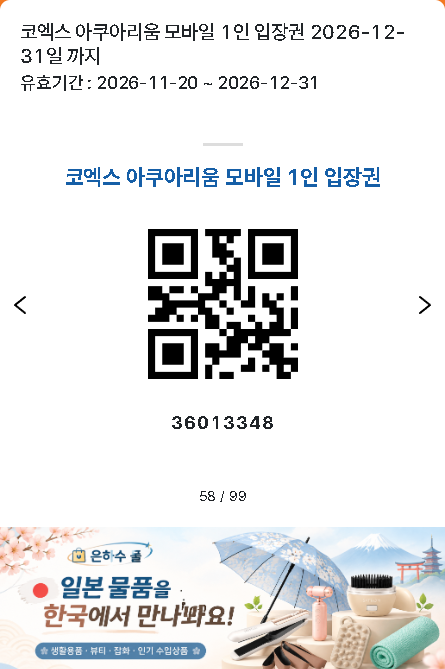 코엑스 아쿠아리움 모바일 1인 입장권 2026-12-
31일 까지
유효기간 : 2026-11-20 ~ 2026-12-31
코엑스 아쿠아리움 모바일 1인 입장권
36013348
58 / 99
은하수 몰
일본 물품을
한국에서 만나봐요!
생활용품 · 뷰티 · 잡화 · 인기 수입상품